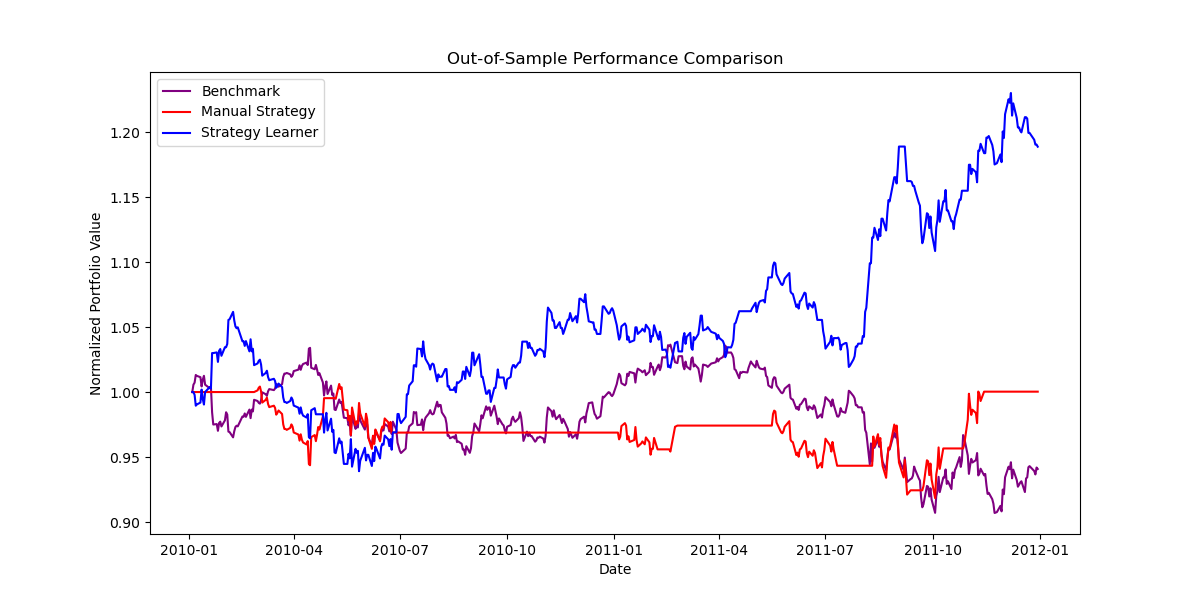 Out-of-Sample Performance Comparison
Benchmark
Manual Strategy
Strategy Learner
Normalized Portfolio Value
1.20
1.15
1.10
1.05
1.00
0.95
0.90
2010-01 2010-04 2010-07 2010-10 2011-01 2011-04 2011-07 2011-10 2012-01
Date